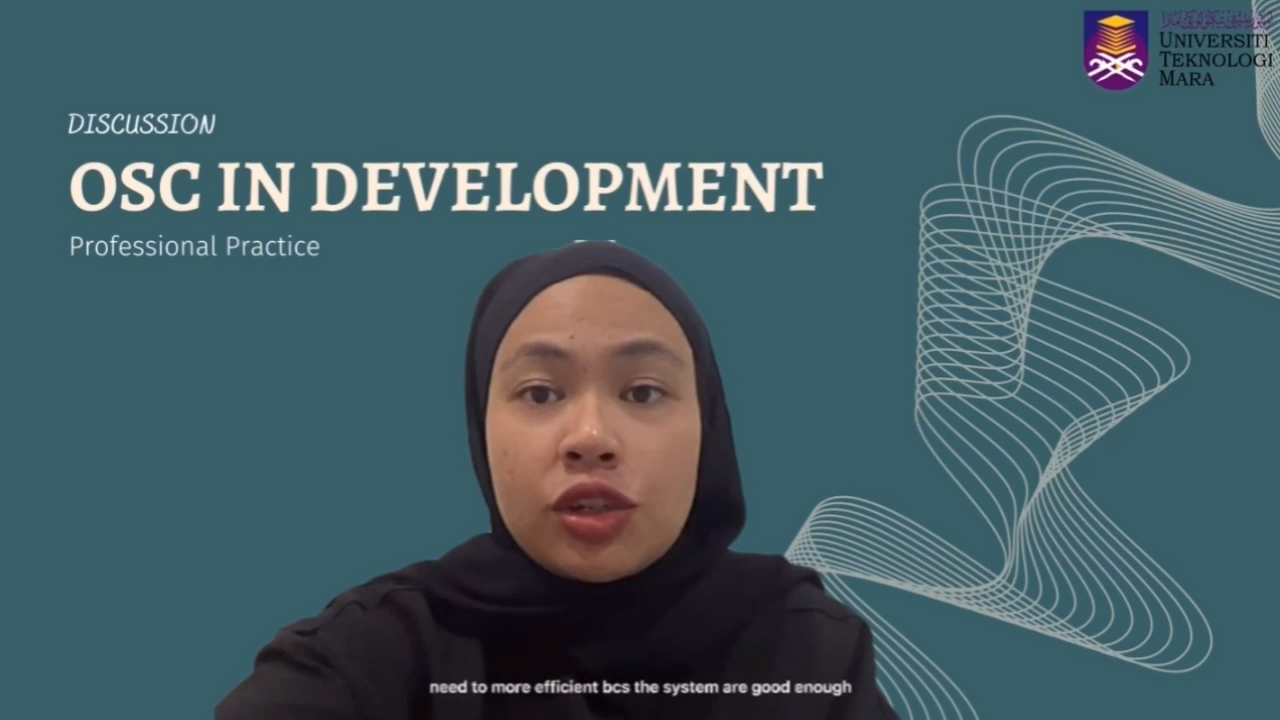 UNIVERSITI
TEKNOLOGI
MARA
DISCUSSION
OSC IN DEVELOPMENT
Professional Practice
need to more efficient bcs the system are good enough